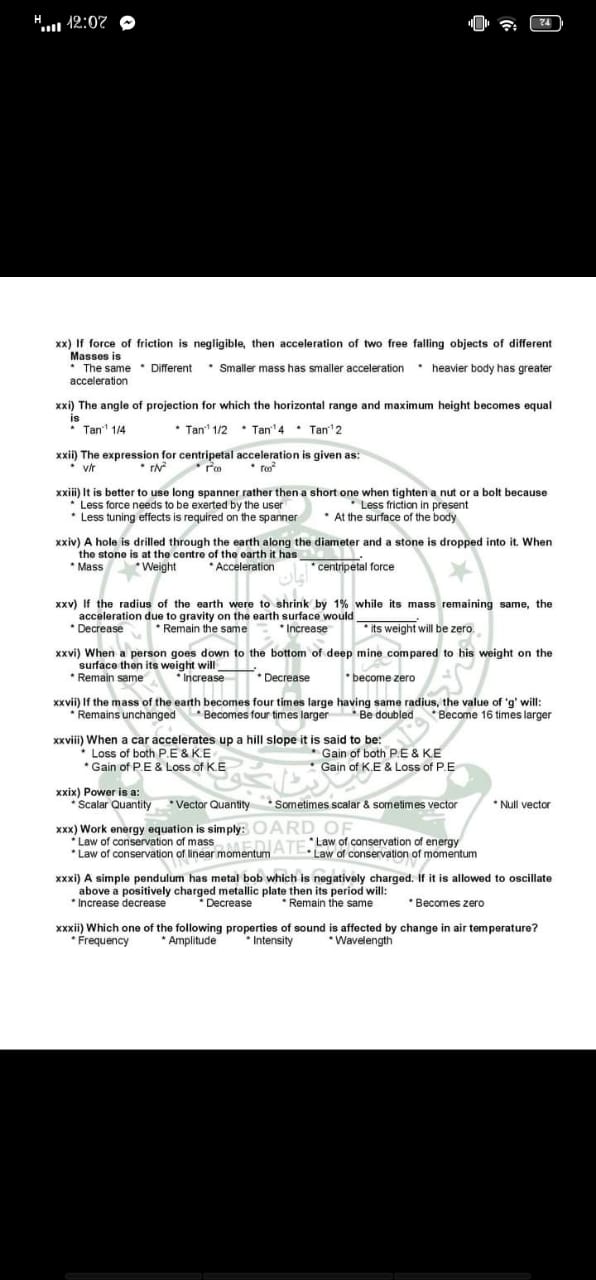 H 12:07 74
xx) If force of friction is negligible, then acceleration of two free falling objects of different
Masses is
* The same * Different * Smaller mass has smaller acceleration * heavier body has greater
acceleration
xxi) The angle of projection for which the horizontal range and maximum height becomes equal
is
* Tan⁻¹ 1/4 * Tan⁻¹ 1/2 * Tan⁻¹ 4 * Tan⁻¹ 2
xxii) The expression for centripetal acceleration is given as:
* v/r * r/v² * r²ω * rω²
xxiii) It is better to use long spanner rather then a short one when tighten a nut or a bolt because
* Less force needs to be exerted by the user * Less friction in present
* Less tuning effects is required on the spanner * At the surface of the body
xxiv) A hole is drilled through the earth along the diameter and a stone is dropped into it. When
the stone is at the centre of the earth it has __________.
* Mass * Weight * Acceleration * centripetal force
xxv) If the radius of the earth were to shrink by 1% while its mass remaining same, the
acceleration due to gravity on the earth surface would __________.
* Decrease * Remain the same * Increase * its weight will be zero.
xxvi) When a person goes down to the bottom of deep mine compared to his weight on the
surface then its weight will ______.
* Remain same * Increase * Decrease * become zero
xxvii) If the mass of the earth becomes four times large having same radius, the value of 'g' will:
* Remains unchanged * Becomes four times larger * Be doubled * Become 16 times larger
xxviii) When a car accelerates up a hill slope it is said to be:
* Loss of both P.E & K.E * Gain of both P.E & K.E
* Gain of P.E & Loss of K.E * Gain of K.E & Loss of P.E
xxix) Power is a:
* Scalar Quantity * Vector Quantity * Sometimes scalar & sometimes vector * Null vector
xxx) Work energy equation is simply:
* Law of conservation of mass * Law of conservation of energy
* Law of conservation of linear momentum * Law of conservation of momentum
xxxi) A simple pendulum has metal bob which is negatively charged. If it is allowed to oscillate
above a positively charged metallic plate then its period will:
* Increase decrease * Decrease * Remain the same * Becomes zero
xxxii) Which one of the following properties of sound is affected by change in air temperature?
* Frequency * Amplitude * Intensity * Wavelength